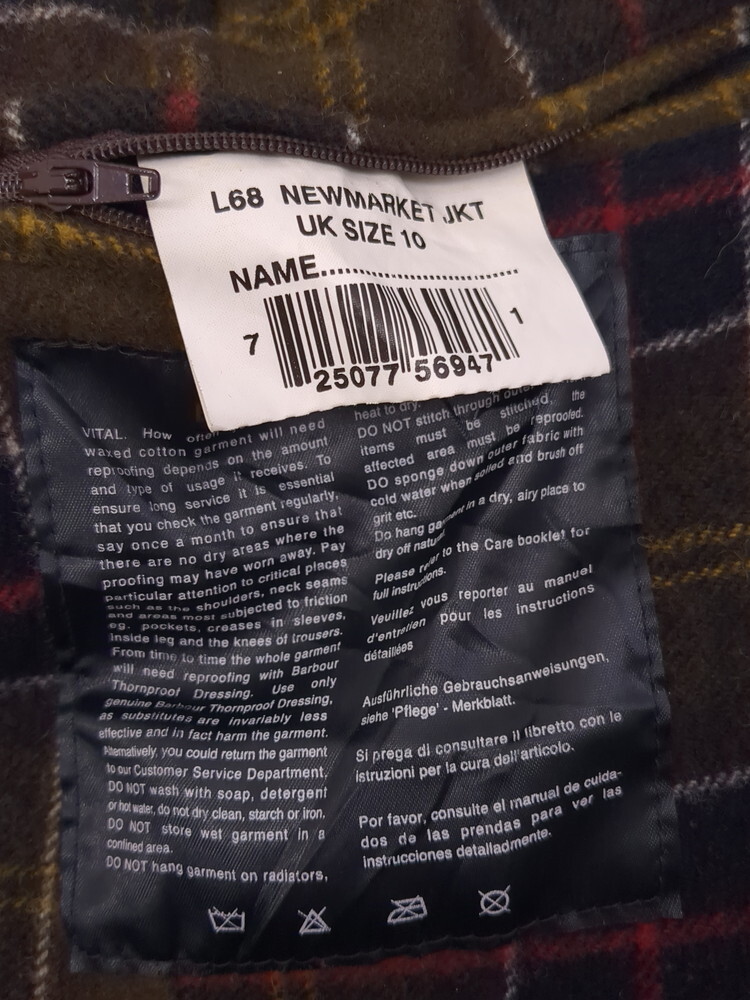 L68 NEWMARKET JKT
UK SIZE 10
NAME....................................
7 25077 56947 1
VITAL. How often
waxed cotton garment will need
reproofing depends on the amount
and type of usage it receives. To
ensure long service it is essential
that you check the garment regularly,
say once a month to ensure that
there are no dry areas where the
proofing may have worn away. Pay
particular attention to critical places
such as the shoulders, neck seams
and areas most subjected to friction
eg. pockets, creases in sleeves,
inside leg and the knees of trousers.
From time to time the whole garment
will need reproofing with Barbour
Thornproof Dressing. Use only
genuine Barbour Thornproof Dressing,
as substitutes are invariably less
effective and in fact harm the garment.
Alternatively, you could return the garment
to our Customer Service Department.
DO NOT wash with soap, detergent
or hot water, do not dry clean, starch or iron.
DO NOT store wet garment in a
confined area.
DO NOT hang garment on radiators,
heat to dry.
DO NOT stitch through outer
items must be stitched, the
affected area must be reproofed.
DO sponge down outer fabric with
cold water when soiled and brush off
grit etc.
Do hang garment in a dry, airy place to
dry off
Please refer to the Care booklet for
full instructions.
Veuillez vous reporter au manuel
d'entretien pour les instructions
détaillées
Ausführliche Gebrauchsanweisungen,
siehe 'Pflege' - Merkblatt.
Si prega di consultare il libretto con le
istruzioni per la cura dell'articolo.
Por favor, consulte el manual de cuida-
dos de las prendas para ver las
instrucciones detalladmente.